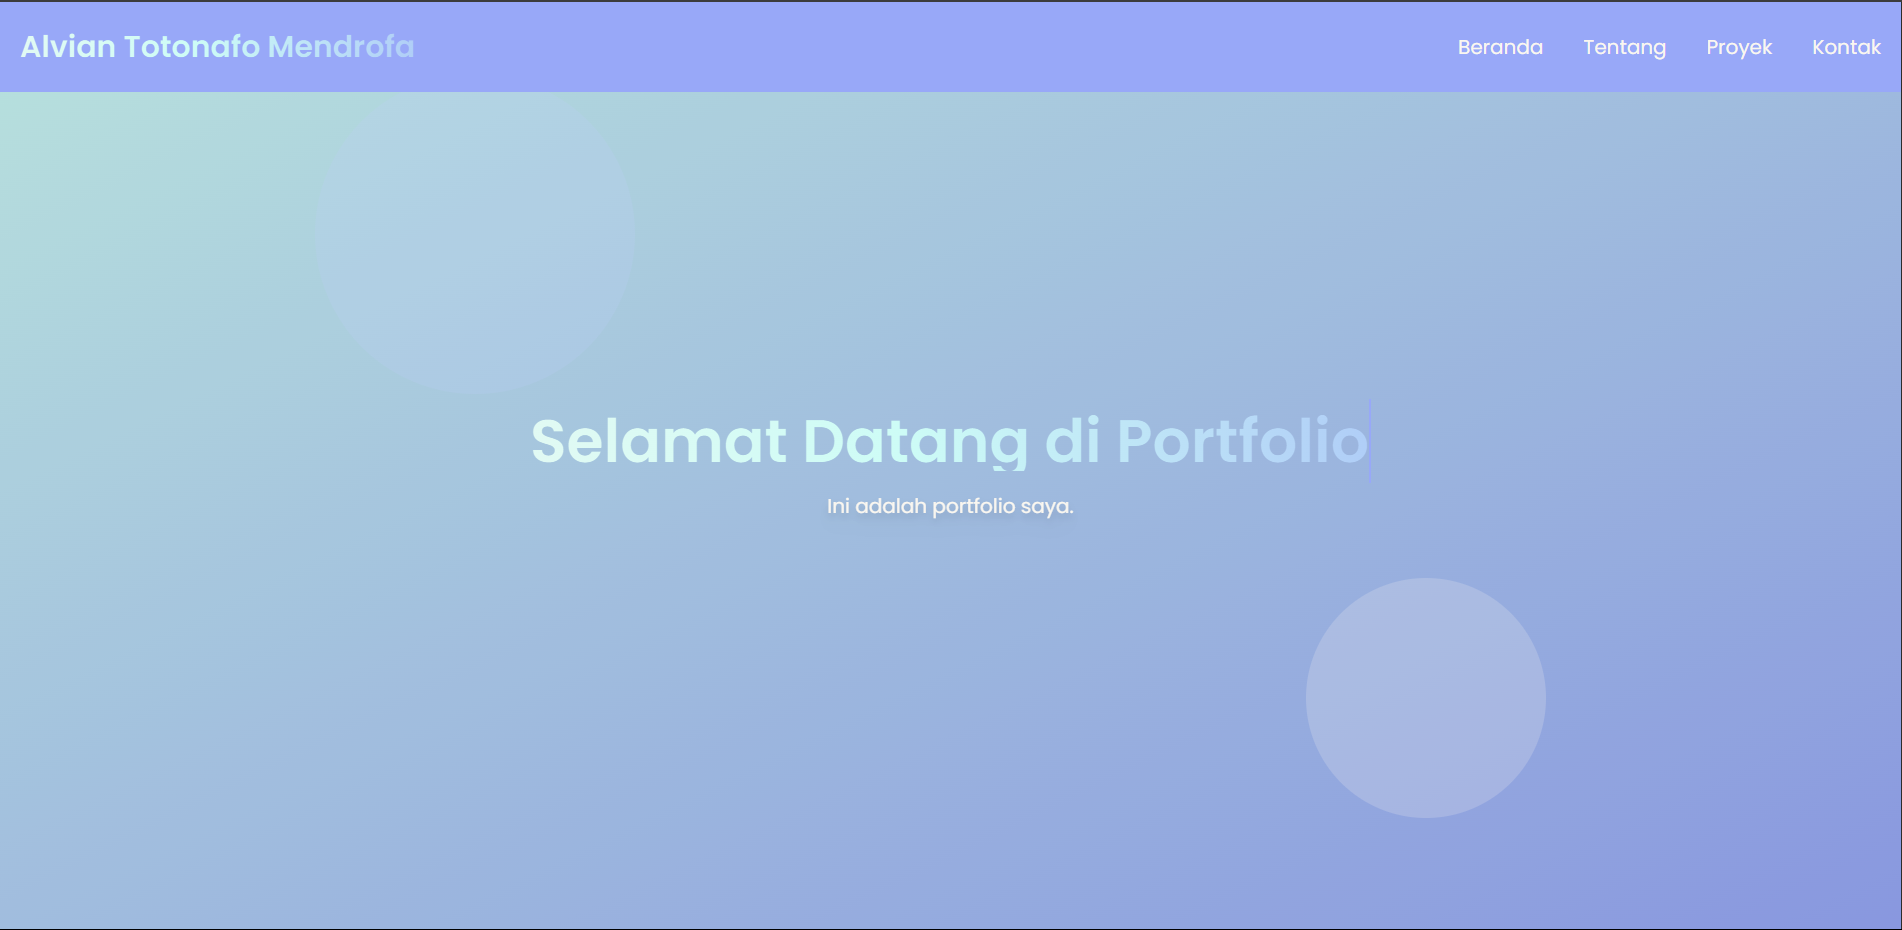 Alvian Totonafo Mendrofa
Beranda Tentang Proyek Kontak
Selamat Datang di Portfolio
Ini adalah portfolio saya.